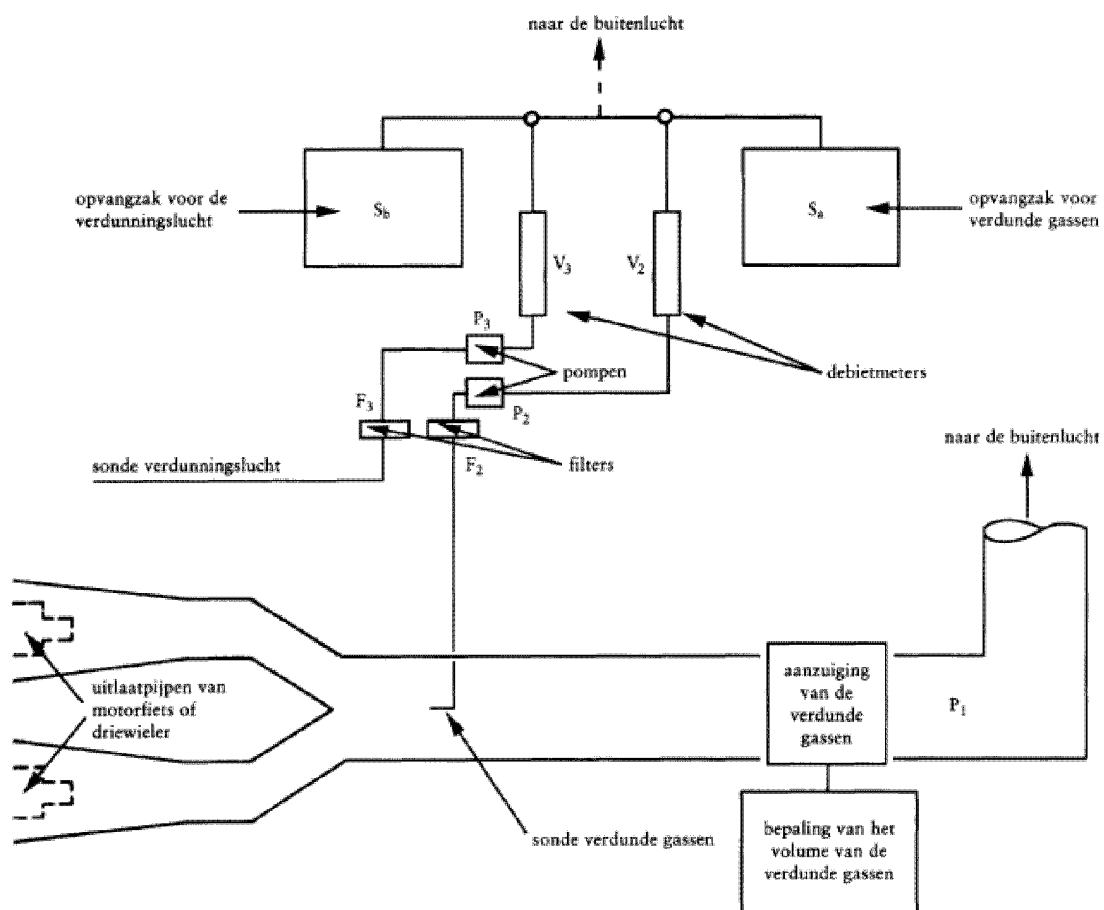 naar de buitenlucht
opvangzak voor de
verdunningslucht
Sb
Sa
opvangzak voor
verdunde gassen
V3
V2
P3
pompen
debietmeters
F3
P2
naar de buitenlucht
sonde verdunningslucht
F2
filters
uitlaatpijpen van
motorfiets of
driewieler
aanzuiging
van de
verdunde
gassen
P1
sonde verdunde gassen
bepaling van het
volume van de
verdunde gassen